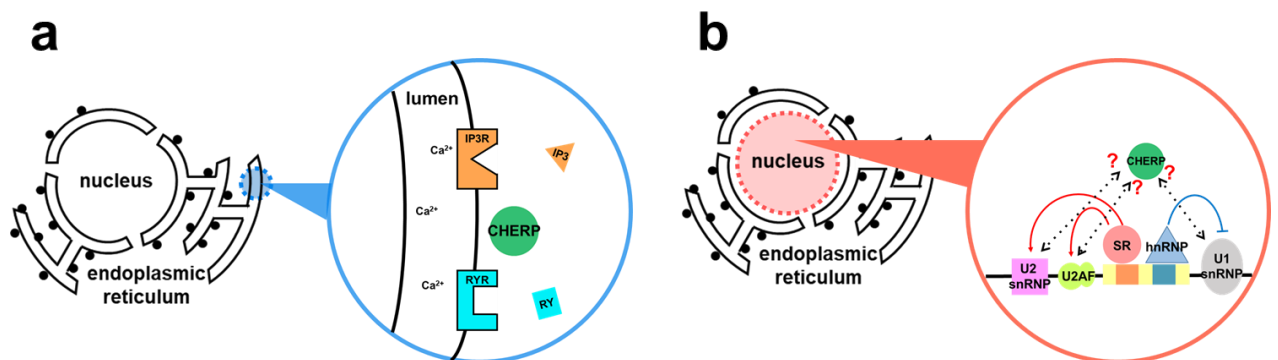 a
nucleus
endoplasmic
reticulum
lumen
Ca²⁺
IP3R
IP3
Ca²⁺
CHERP
Ca²⁺
RYR
RY
b
nucleus
endoplasmic
reticulum
CHERP
?
?
?
SR
hnRNP
U2
snRNP
U2AF
U1
snRNP